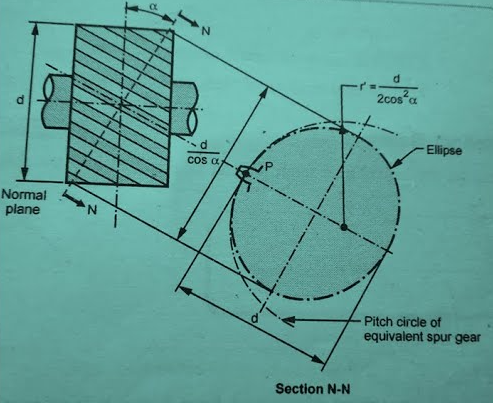 α
N
d
r' = d / 2cos²α
Ellipse
d / cos α
P
Normal
plane
N
d
Pitch circle of
equivalent spur gear
Section N-N